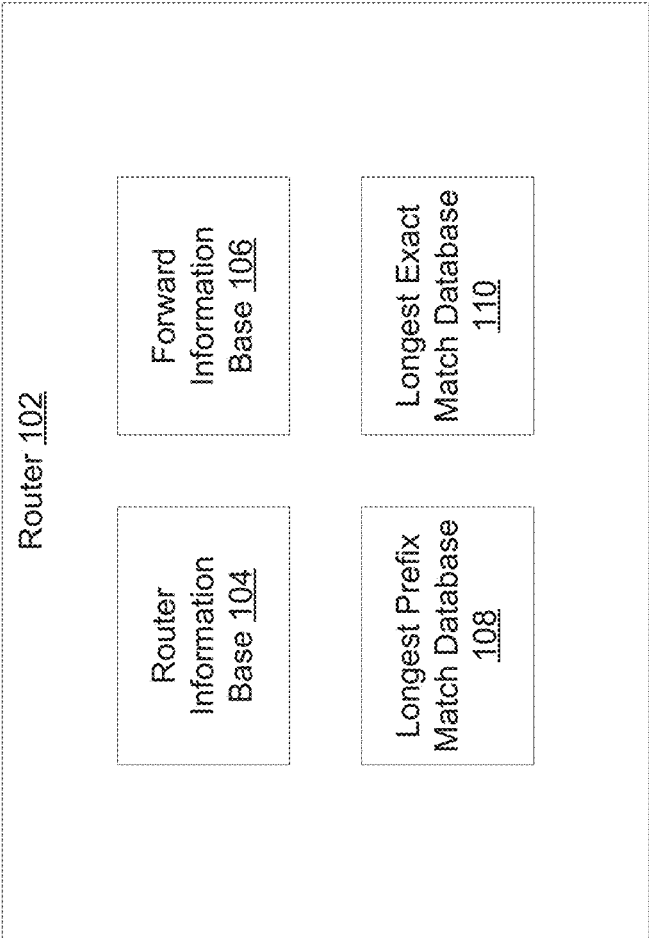 Router 102
Router
Information
Base 104
Forward
Information
Base 106
Longest Prefix
Match Database
108
Longest Exact
Match Database
110